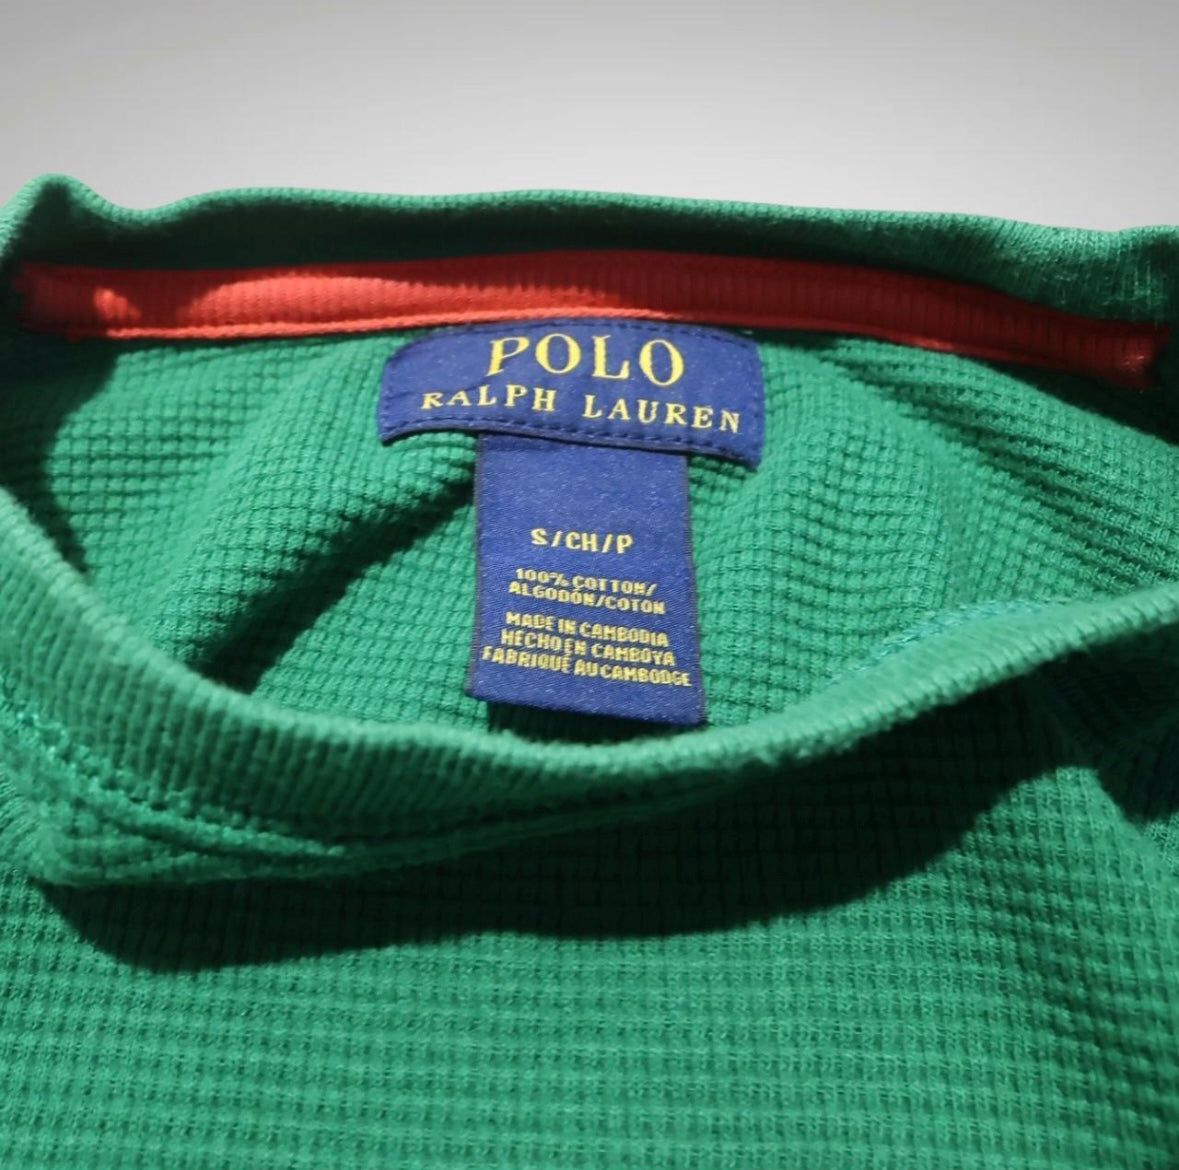 POLO
RALPH LAUREN
S/CH/P
100% COTTON/
ALGODÓN/COTON
MADE IN CAMBODIA
HECHO EN CAMBOYA
FABRIQUÉ AU CAMBODGE